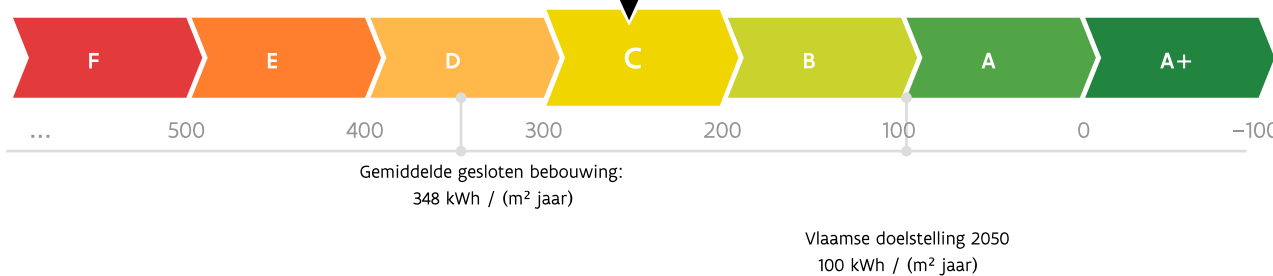 F E D C B A A+
... 500 400 300 200 100 0 −100
Gemiddelde gesloten bebouwing:
348 kWh / (m² jaar)
Vlaamse doelstelling 2050
100 kWh / (m² jaar)